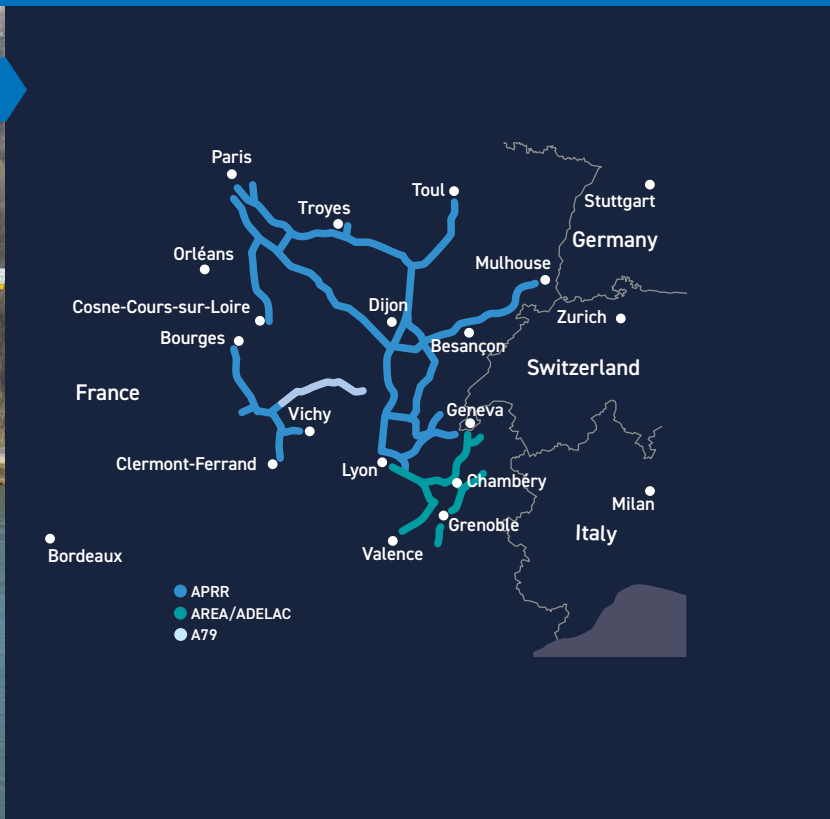 Paris
Toul
Stuttgart
Troyes
Germany
Orléans
Mulhouse
Cosne-Cours-sur-Loire
Dijon
Zurich
Bourges
Besançon
Switzerland
France
Vichy
Geneva
Clermont-Ferrand
Lyon
Chambéry
Milan
Grenoble
Italy
Valence
Bordeaux
APRR
AREA/ADELAC
A79